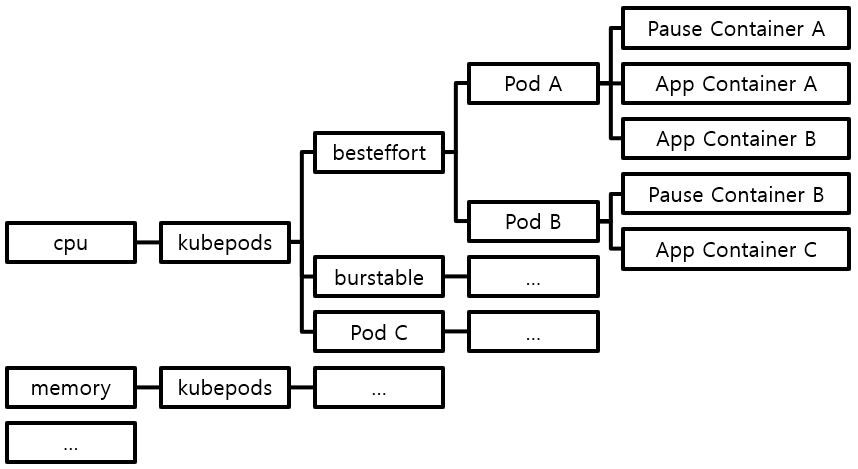 Pause Container A
Pod A
App Container A
App Container B
besteffort
Pause Container B
Pod B
App Container C
cpu
kubepods
burstable
...
Pod C
...
memory
kubepods
...
...